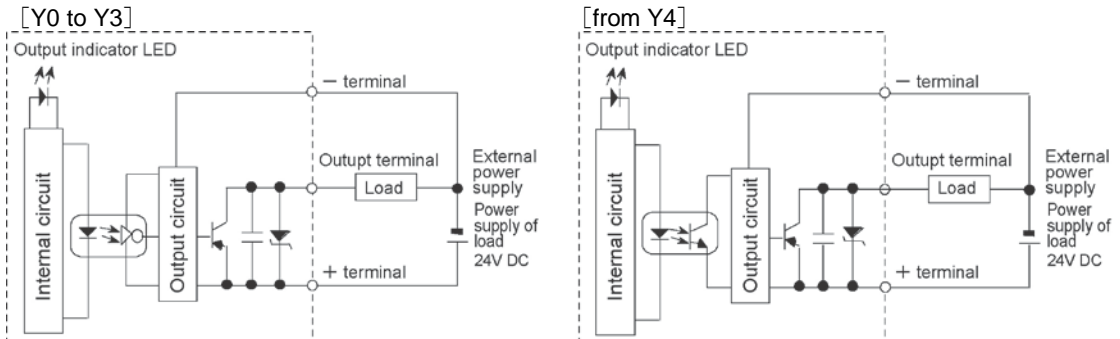 [Y0 to Y3]
Output indicator LED
− terminal
Internal circuit
Output circuit
Outupt terminal
Load
External
power
supply
Power
supply of
load
24V DC
+ terminal
[from Y4]
Output indicator LED
− terminal
Internal circuit
Output circuit
Outupt terminal
Load
External
power
supply
Power
supply of
load
24V DC
+ terminal